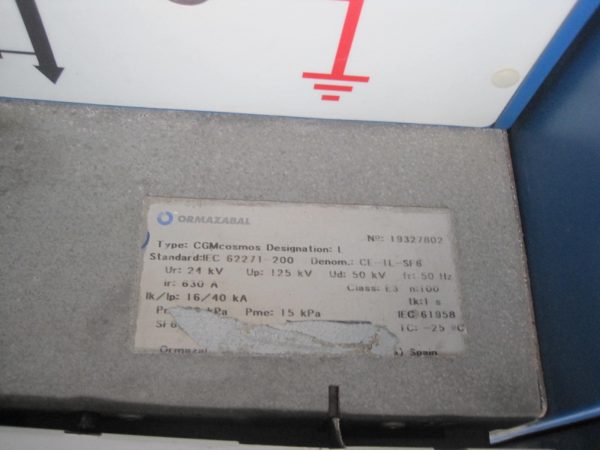 ORMAZABAL
Nº: 19327802
Type: CGMcosmos Designation: L
Standard:IEC 62271-200 Denom.: CE-IL-SF6
Ur: 24 kV Up: 125 kV Ud: 50 kV fr: 50 Hz
Ir: 630 A Class: E3 n:100
Ik/Ip: 16/40 kA tk:1 s
kPa Pme: 15 kPa IEC 61958
TC: -25 ºC
Spain